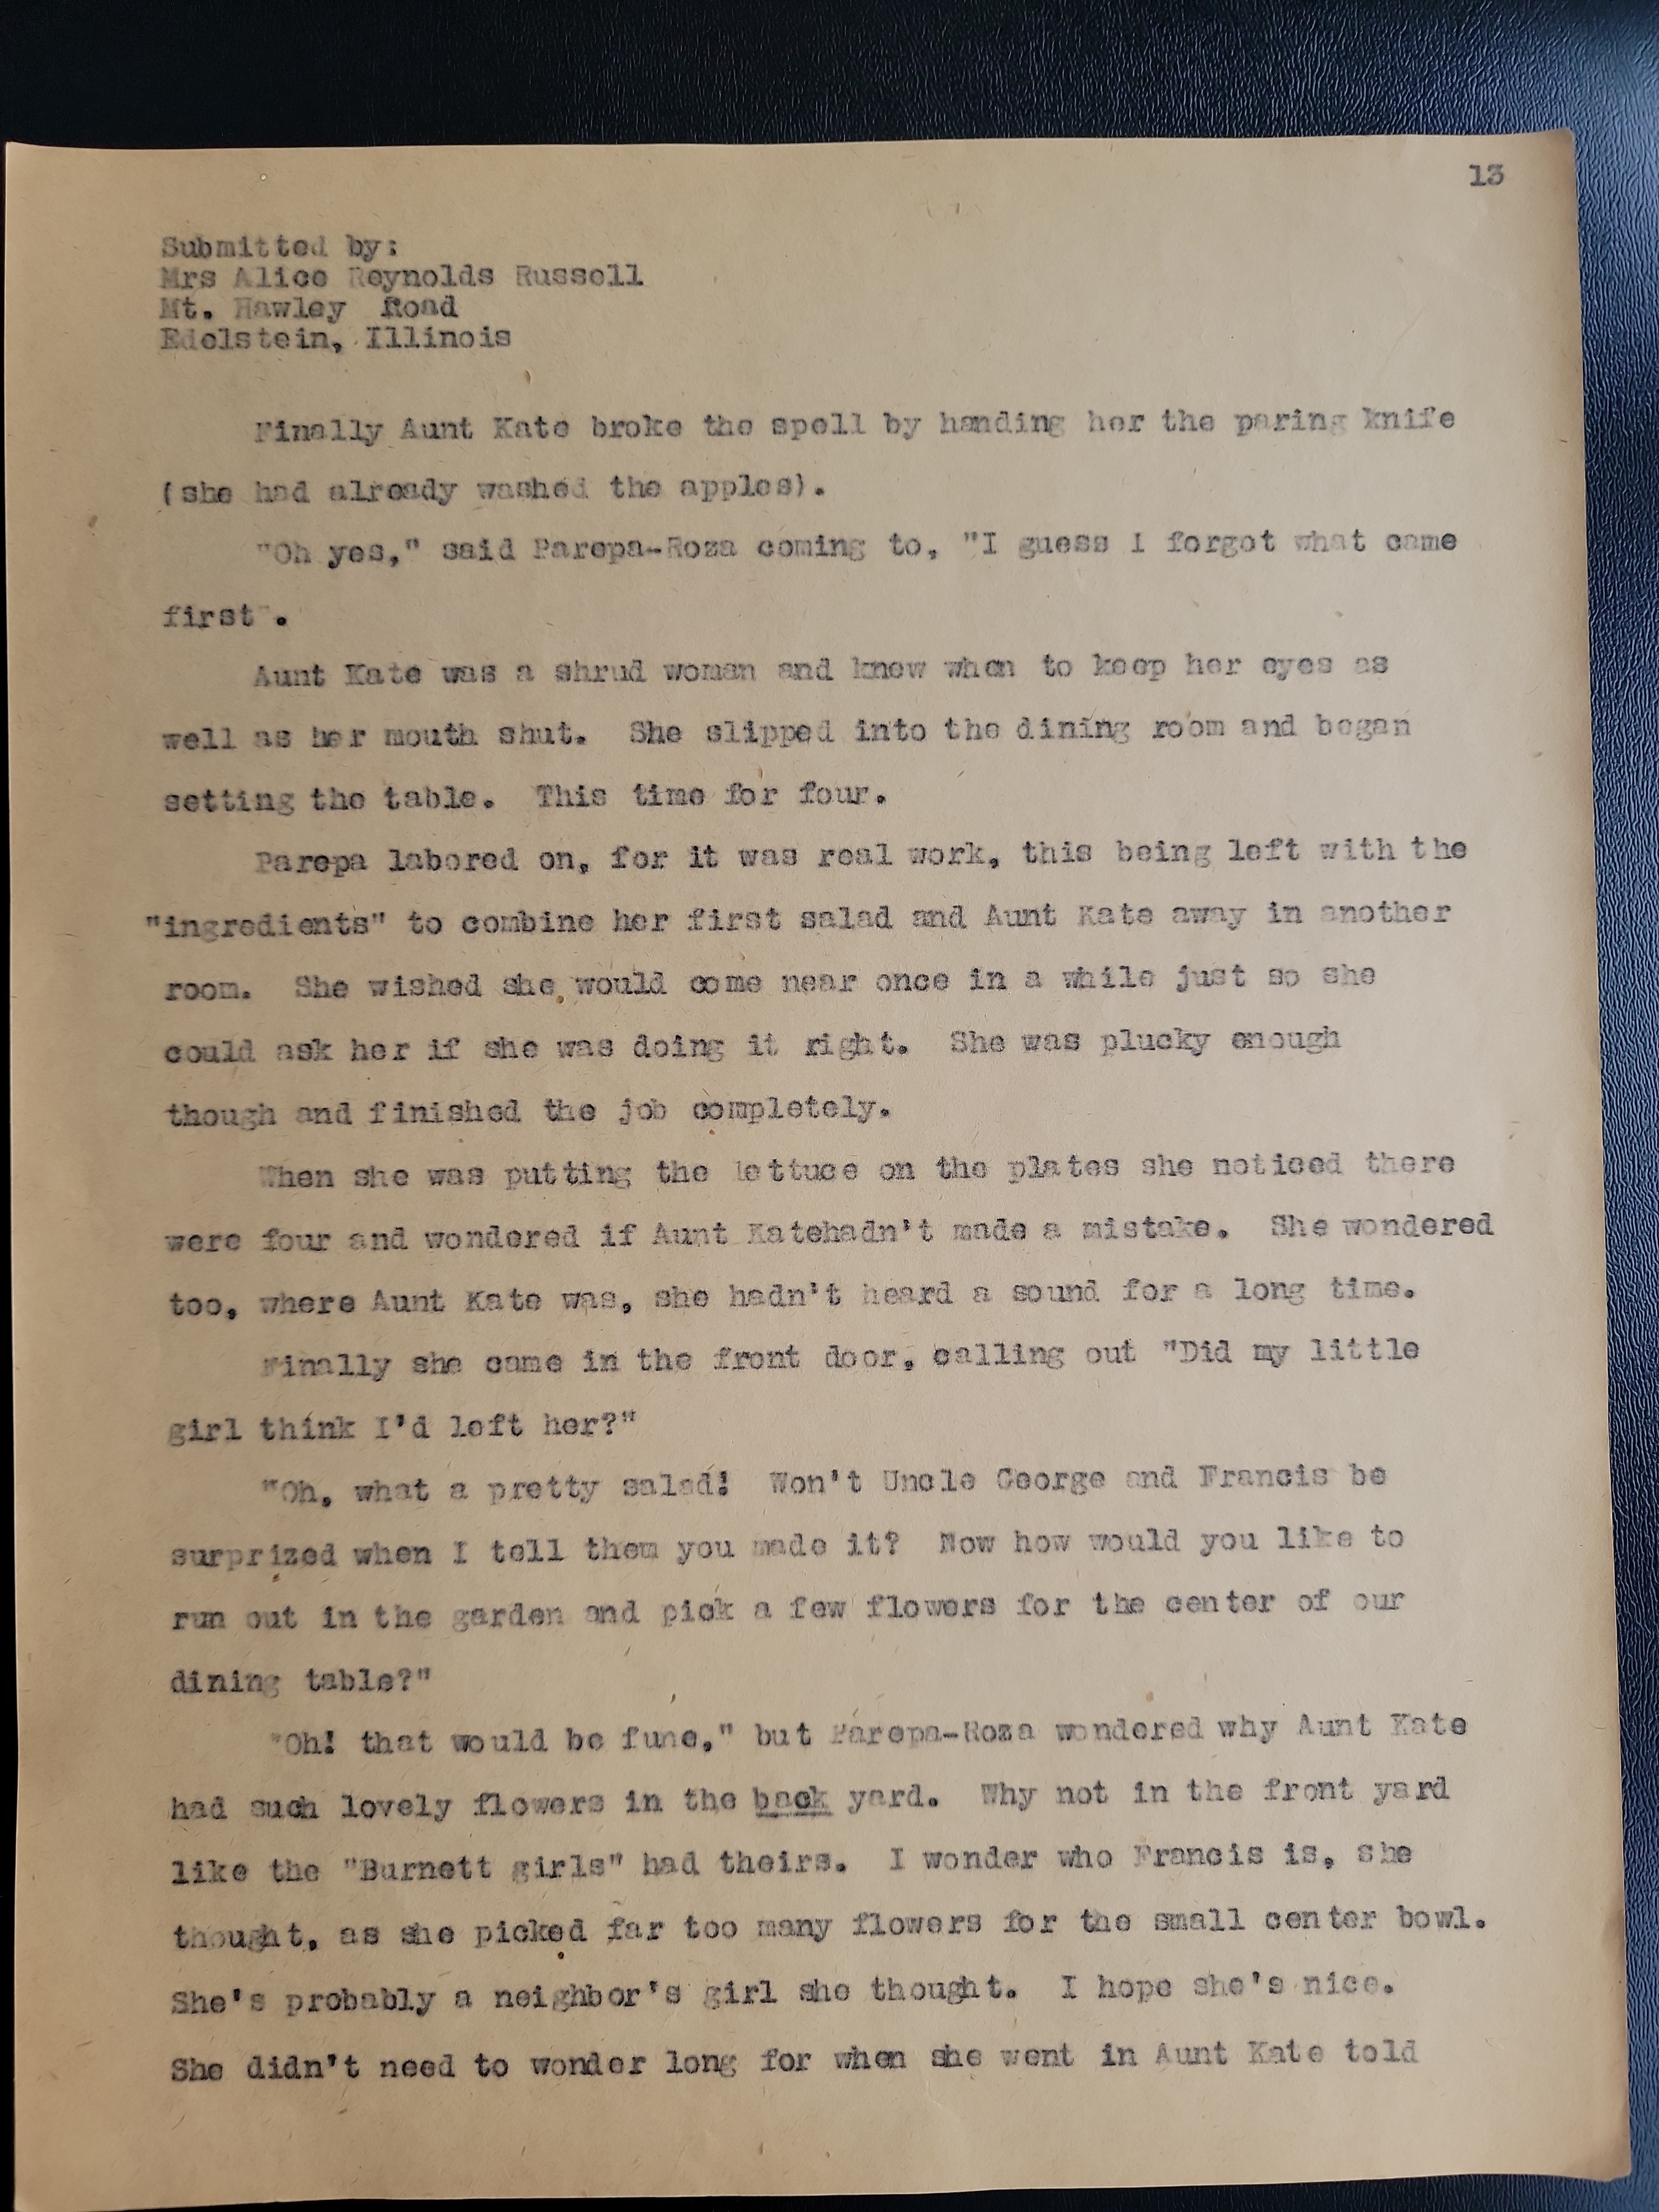 13
Submitted by:
Mrs Alice Reynolds Russell
Mt. Hawley Road
Edelstein, Illinois
Finally Aunt Kate broke the spell by handing her the paring knife
(she had already washed the apples).
"Oh yes," said Parepa-Roza coming to, "I guess I forgot what came
first".
Aunt Kate was a shrud woman and knew when to keep her eyes as
well as her mouth shut. She slipped into the dining room and began
setting the table. This time for four.
Parepa labored on, for it was real work, this being left with the
"ingredients" to combine her first salad and Aunt Kate away in another
room. She wished she would come near once in a while just so she
could ask her if she was doing it right. She was plucky enough
though and finished the job completely.
When she was putting the lettuce on the plates she noticed there
were four and wondered if Aunt Katehadn't made a mistake. She wondered
too, where Aunt Kate was, she hadn't heard a sound for a long time.
Finally she came in the front door, calling out "Did my little
girl think I'd left her?"
"Oh, what a pretty salad! Won't Uncle George and Francis be
surprized when I tell them you made it? Now how would you like to
run out in the garden and pick a few flowers for the center of our
dining table?"
"Oh! that would be fune," but Parepa-Roza wondered why Aunt Kate
had such lovely flowers in the back yard. Why not in the front yard
like the "Burnett girls" had theirs. I wonder who Francis is, she
thought, as she picked far too many flowers for the small center bowl.
She's probably a neighbor's girl she thought. I hope she's nice.
She didn't need to wonder long for when she went in Aunt Kate told